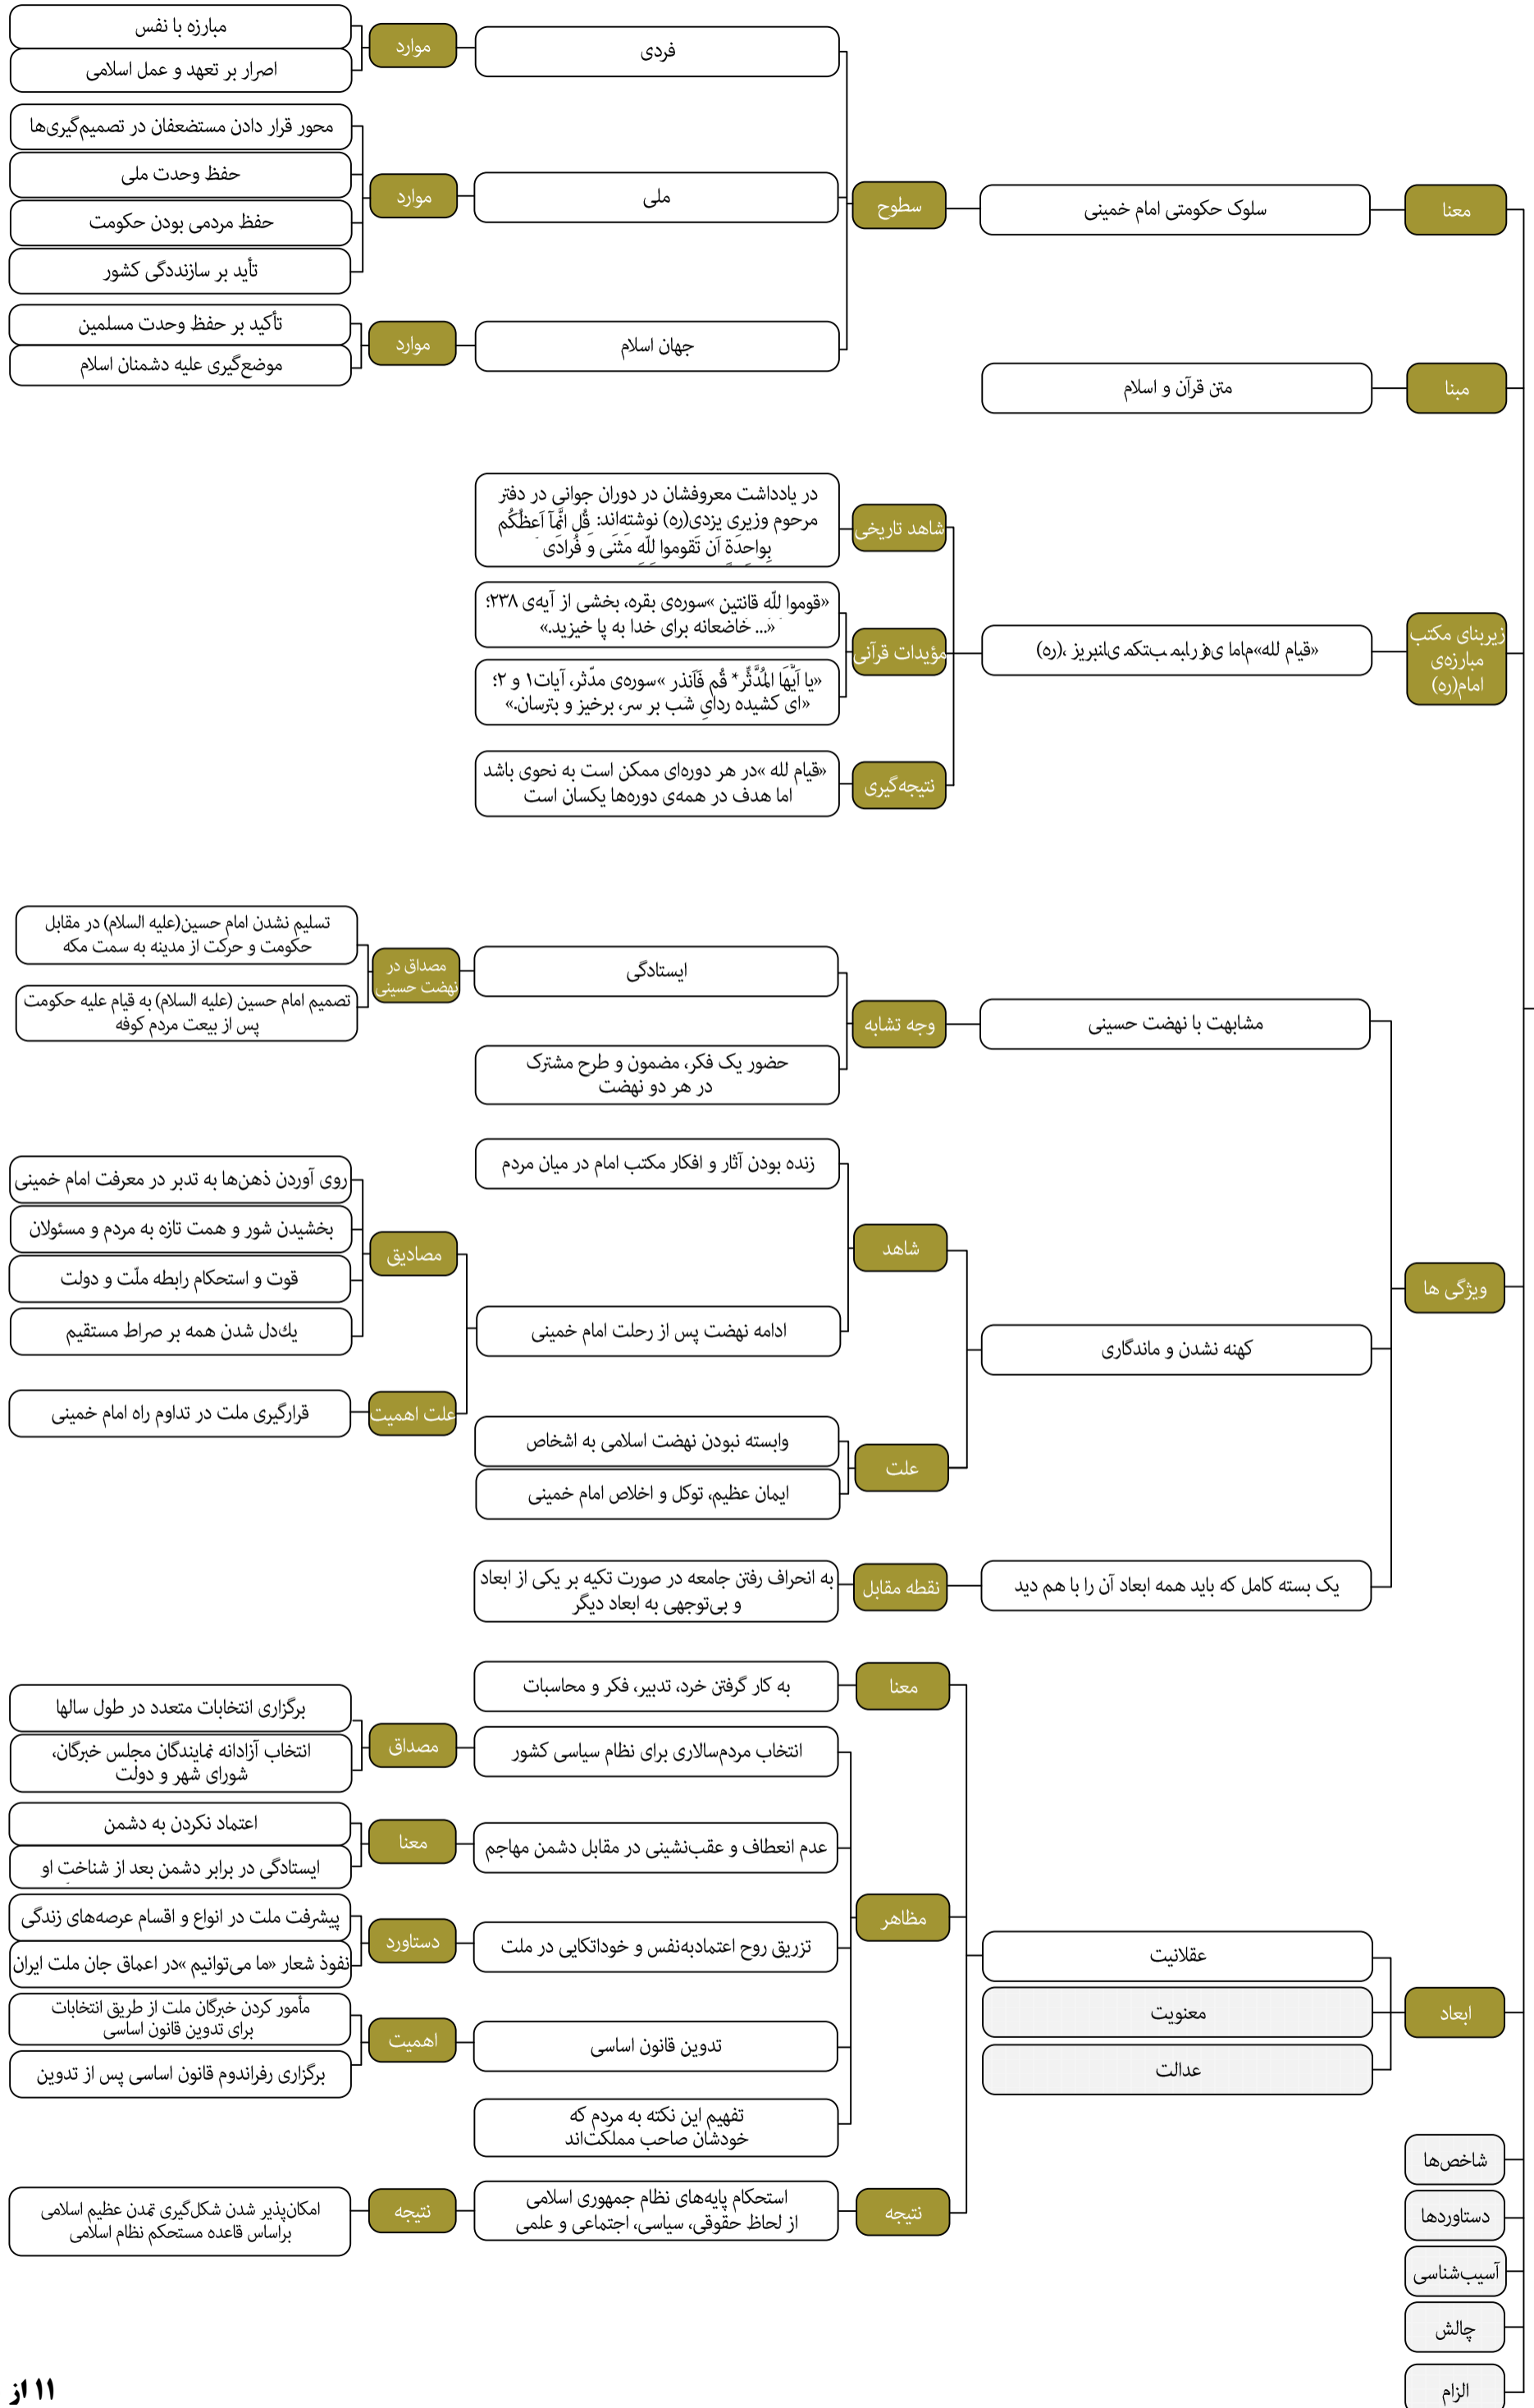 معنا
سلوک حکومتی امام خمینی
سطوح
فردی
موارد
مبارزه با نفس
اصرار بر تعهد و عمل اسلامی
ملی
موارد
محور قرار دادن مستضعفان در تصمیم‌گیری‌ها
حفظ وحدت ملی
حفظ مردمی بودن حکومت
تأید بر سازنددگی کشور
جهان اسلام
موارد
تأکید بر حفظ وحدت مسلمین
موضع‌گیری علیه دشمنان اسلام
مبنا
متن قرآن و اسلام
زیربنای مکتب
مبارزه‌ی
امام(ره)
«قیام لله»
شاهد تاریخی
در یادداشت معروفشان در دوران جوانی در دفتر
مرحوم وزیری یزدی(ره) نوشته‌اند: قُل انَّمآ اَعظُکُم
بِواحدَة اَن تَقوموا للّه مَثنَی و فُرادَی
مؤیدات قرآنی
«قوموا للّه قانتین »سوره‌ی بقره، بخشی از آیه‌ی ۲۳۸؛
«... خاضعانه برای خدا به پا خیزید.»
«یا اَیّهَا المُدَّثِّر* قُم فَاَنذر »سوره‌ی مدّثر، آیات۱ و ۲؛
«ای کشیده ردایِ شب بر سر، برخیز و بترسان.»
نتیجه‌گیری
«قیام لله »در هر دوره‌ای ممکن است به نحوی باشد
اما هدف در همه‌ی دوره‌ها یکسان است
ویژگی ها
مشابهت با نهضت حسینی
وجه تشابه
ایستادگی
مصداق در
نهضت حسینی
تسلیم نشدن امام حسین(علیه السلام) در مقابل
حکومت و حرکت از مدینه به سمت مکه
تصمیم امام حسین (علیه السلام) به قیام علیه حکومت
پس از بیعت مردم کوفه
حضور یک فکر، مضمون و طرح مشترک
در هر دو نهضت
کهنه نشدن و ماندگاری
شاهد
زنده بودن آثار و افکار مکتب امام در میان مردم
ادامه نهضت پس از رحلت امام خمینی
مصادیق
روی آوردن ذهن‌ها به تدبر در معرفت امام خمینی
بخشیدن شور و همت تازه به مردم و مسئولان
قوت و استحکام رابطه ملّت و دولت
یك‌دل شدن همه بر صراط مستقیم
علت اهمیت
قرارگیری ملت در تداوم راه امام خمینی
علت
وابسته نبودن نهضت اسلامی به اشخاص
ایمان عظیم، توکل و اخلاص امام خمینی
یک بسته کامل که باید همه ابعاد آن را با هم دید
نقطه مقابل
به انحراف رفتن جامعه در صورت تکیه بر یکی از ابعاد
و بی‌توجهی به ابعاد دیگر
ابعاد
عقلانیت
معنا
به کار گرفتن خرد، تدبیر، فکر و محاسبات
مظاهر
انتخاب مردم‌سالاری برای نظام سیاسی کشور
مصداق
برگزاری انتخابات متعدد در طول سالها
انتخاب آزادانه نمایندگان مجلس خبرگان،
شورای شهر و دولت
عدم انعطاف و عقب‌نشینی در مقابل دشمن مهاجم
معنا
اعتماد نکردن به دشمن
ایستادگی در برابر دشمن بعد از شناختِ او
تزریق روح اعتمادبه‌نفس و خوداتکایی در ملت
دستاورد
پیشرفت ملت در انواع و اقسام عرصه‌های زندگی
نفوذ شعار «ما می‌توانیم »در اعماق جان ملت ایران
تدوین قانون اساسی
اهمیت
مأمور کردن خبرگان ملت از طریق انتخابات
برای تدوین قانون اساسی
برگزاری رفراندوم قانون اساسی پس از تدوین
تفهیم این نکته به مردم که
خودشان صاحب مملکت‌اند
نتیجه
استحکام پایه‌های نظام جمهوری اسلامی
از لحاظ حقوقی، سیاسی، اجتماعی و علمی
نتیجه
امکان‌پذیر شدن شکل‌گیری تمدن عظیم اسلامی
براساس قاعده مستحکم نظام اسلامی
معنویت
عدالت
شاخص‌ها
دستاوردها
آسیب‌شناسی
چالش
الزام
۱۱ از